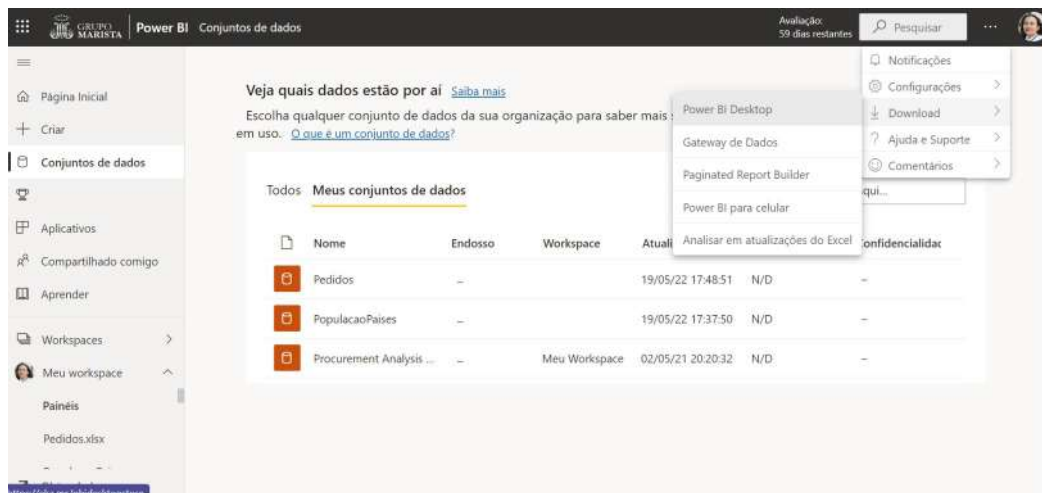 GRUPO MARISTA Power BI Conjuntos de dados Avaliação: 59 dias restantes Pesquisar ...
Notificações
Configurações
Download
Ajuda e Suporte
Comentários
Power BI Desktop
Gateway de Dados
Paginated Report Builder
Power BI para celular
Analisar em atualizações do Excel
Página Inicial
Criar
Conjuntos de dados
Aplicativos
Compartilhado comigo
Aprender
Workspaces
Meu workspace
Painéis
Pedidos.xlsx
Veja quais dados estão por aí Saiba mais
Escolha qualquer conjunto de dados da sua organização para saber mais
em uso. O que é um conjunto de dados?
Todos Meus conjuntos de dados
qui...
Nome Endosso Workspace Atuali onfidencialidac
Pedidos – 19/05/22 17:48:51 N/D –
PopulacaoPaises – 19/05/22 17:37:50 N/D –
Procurement Analysis ... – Meu Workspace 02/05/21 20:20:32 N/D –